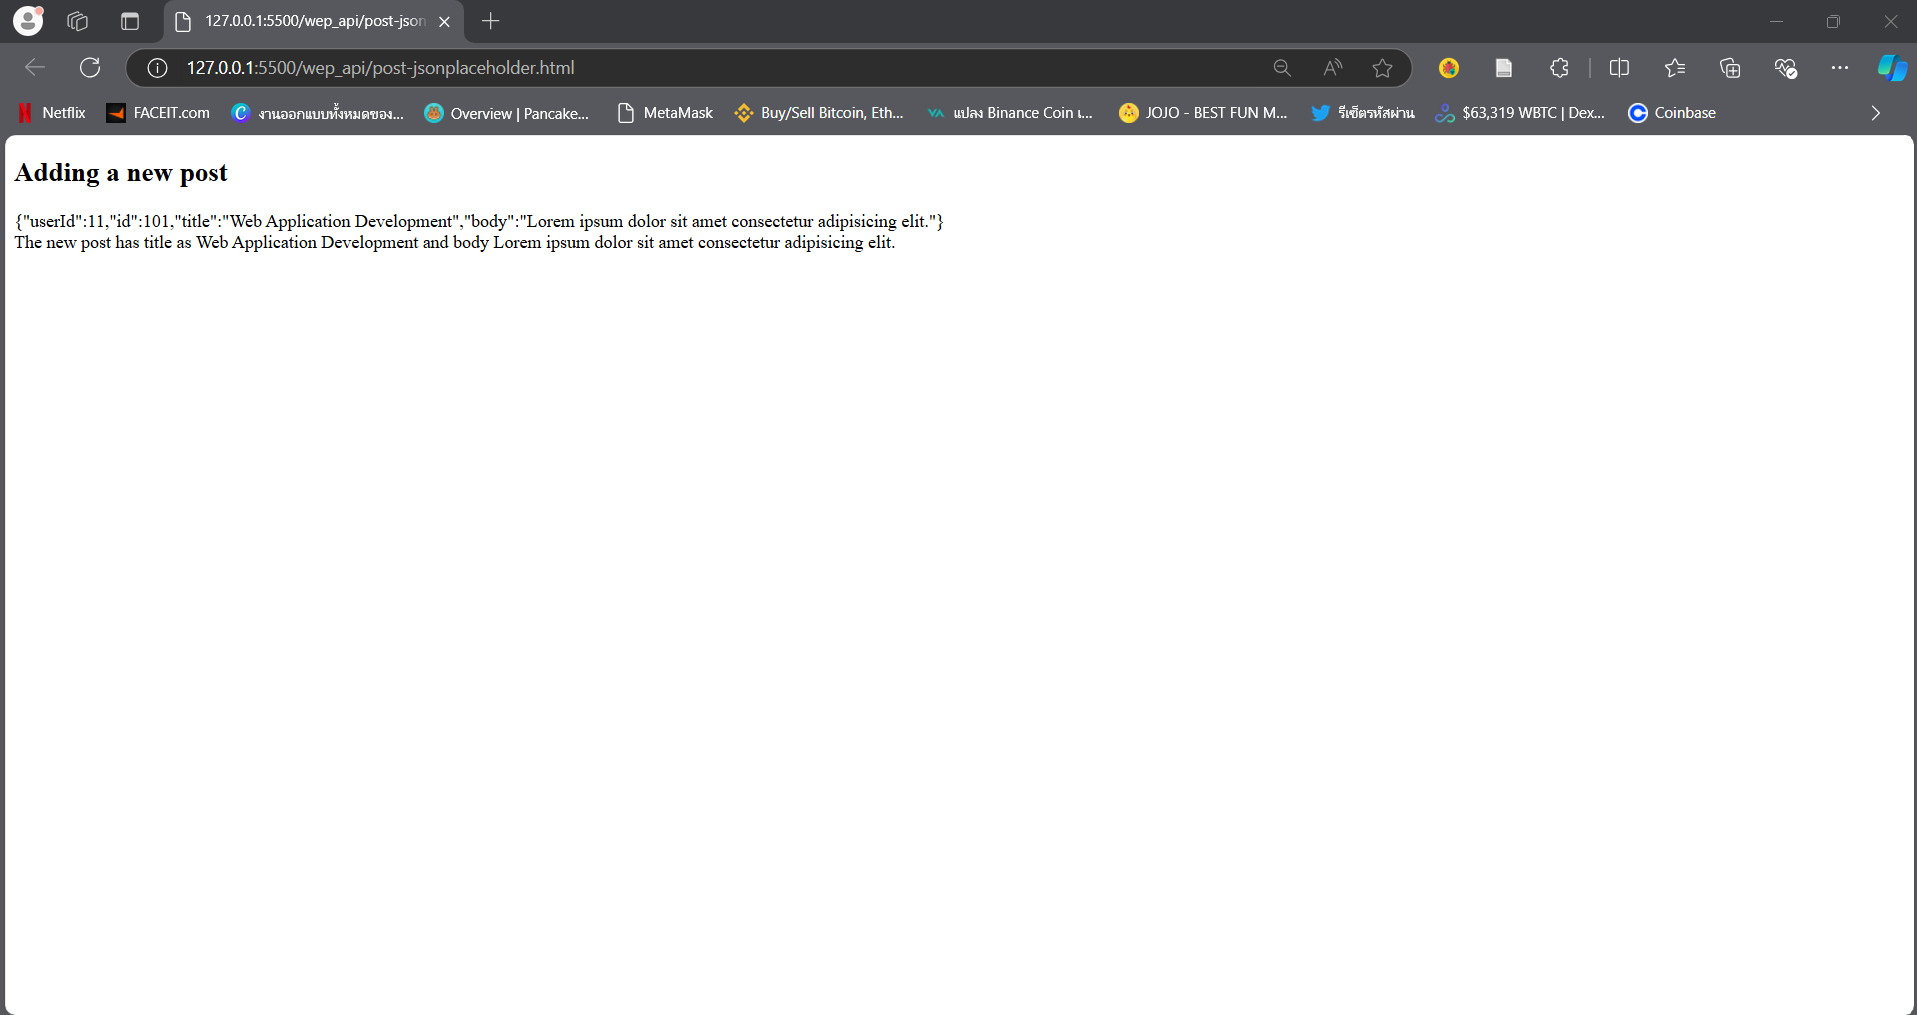 127.0.0.1:5500/wep_api/post-json
127.0.0.1:5500/wep_api/post-jsonplaceholder.html
Netflix FACEIT.com งานออกแบบทั้งหมดของ... Overview | Pancake... MetaMask Buy/Sell Bitcoin, Eth... แปลง Binance Coin เ... JOJO - BEST FUN M... รีเซ็ตรหัสผ่าน $63,319 WBTC | Dex... Coinbase
Adding a new post
{"userId":11,"id":101,"title":"Web Application Development","body":"Lorem ipsum dolor sit amet consectetur adipisicing elit."}
The new post has title as Web Application Development and body Lorem ipsum dolor sit amet consectetur adipisicing elit.